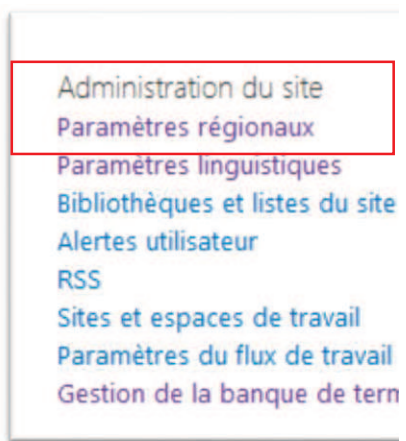 Administration du site
Paramètres régionaux
Paramètres linguistiques
Bibliothèques et listes du site
Alertes utilisateur
RSS
Sites et espaces de travail
Paramètres du flux de travail
Gestion de la banque de